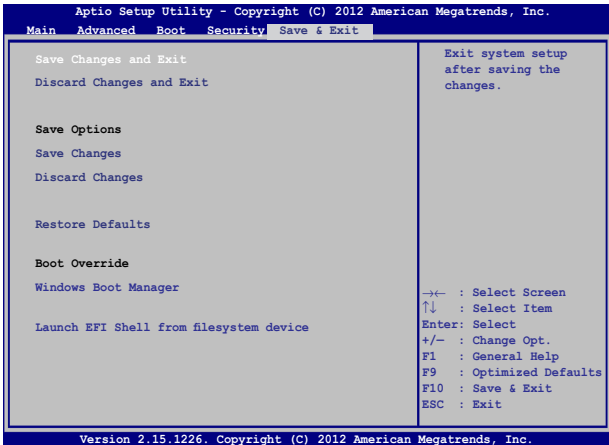 Aptio Setup Utility - Copyright (C) 2012 American Megatrends, Inc.
Main Advanced Boot Security Save & Exit
Save Changes and Exit
Discard Changes and Exit
Save Options
Save Changes
Discard Changes
Restore Defaults
Boot Override
Windows Boot Manager
Launch EFI Shell from filesystem device
Exit system setup
after saving the
changes.
→← : Select Screen
↑↓ : Select Item
Enter: Select
+/— : Change Opt.
F1 : General Help
F9 : Optimized Defaults
F10 : Save & Exit
ESC : Exit
Version 2.15.1226. Copyright (C) 2012 American Megatrends, Inc.